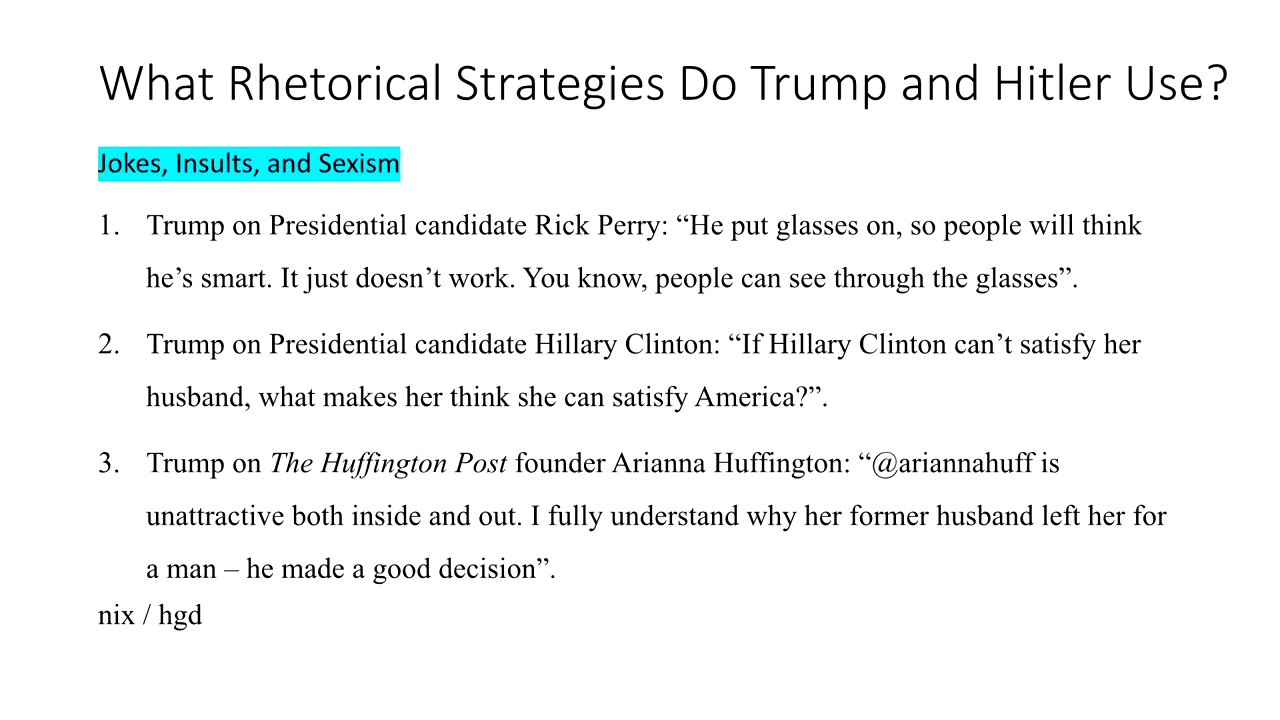 What Rhetorical Strategies Do Trump and Hitler Use?
Jokes, Insults, and Sexism
1. Trump on Presidential candidate Rick Perry: “He put glasses on, so people will think
he’s smart. It just doesn’t work. You know, people can see through the glasses”.
2. Trump on Presidential candidate Hillary Clinton: “If Hillary Clinton can’t satisfy her
husband, what makes her think she can satisfy America?”.
3. Trump on The Huffington Post founder Arianna Huffington: “@ariannahuff is
unattractive both inside and out. I fully understand why her former husband left her for
a man – he made a good decision”.
nix / hgd